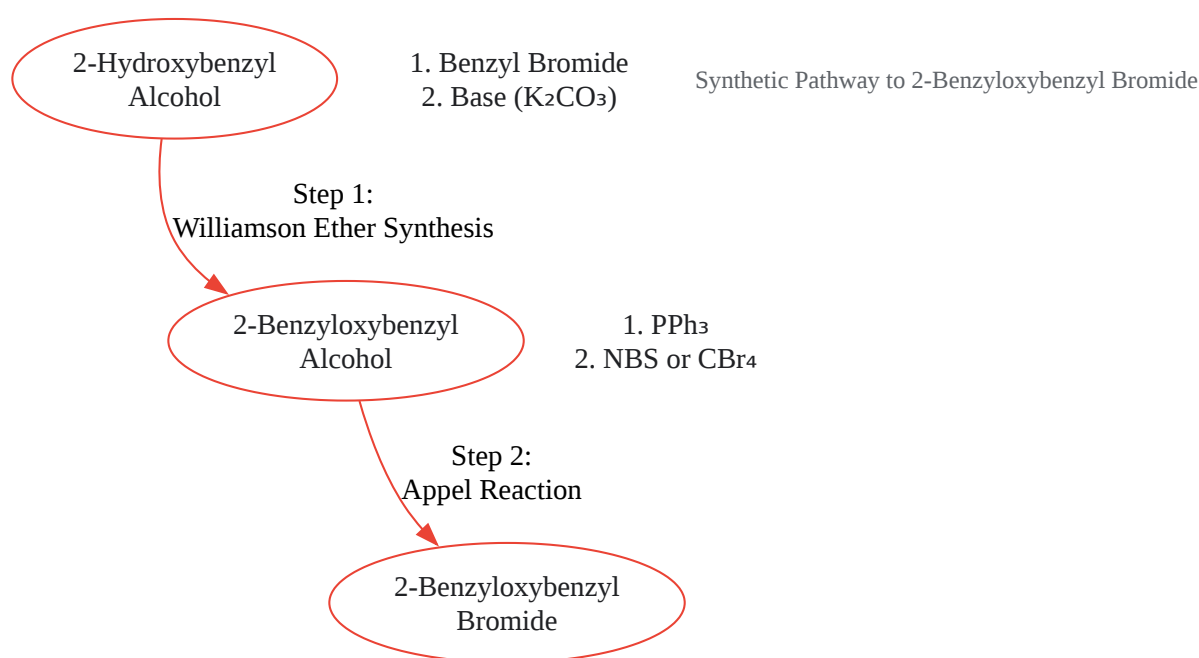 2-Hydroxybenzyl
Alcohol
1. Benzyl Bromide
2. Base (K₂CO₃)
Synthetic Pathway to 2-Benzyloxybenzyl Bromide
Step 1:
Williamson Ether Synthesis
2-Benzyloxybenzyl
Alcohol
1. PPh₃
2. NBS or CBr₄
Step 2:
Appel Reaction
2-Benzyloxybenzyl
Bromide